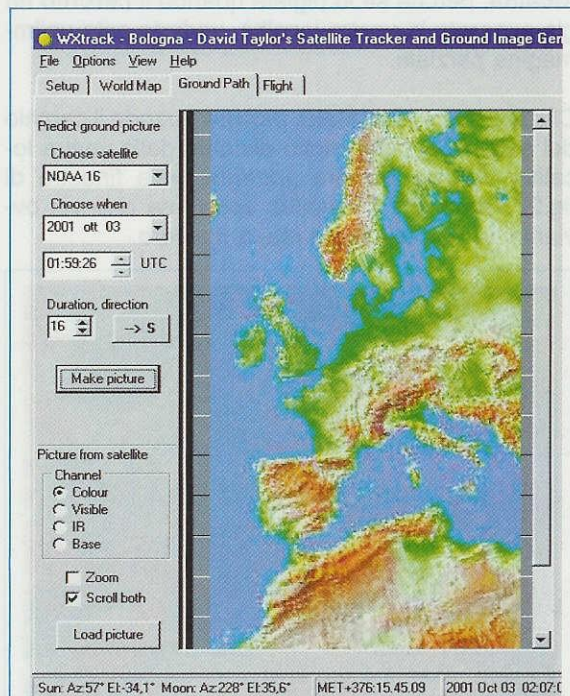 WXtrack - Bologna - David Taylor's Satellite Tracker and Ground Image Gen
File Options View Help
Setup World Map Ground Path Flight
Predict ground picture
Choose satellite
NOAA 16
Choose when
2001 ott 03
01:59:26 UTC
Duration, direction
16 --> S
Make picture
Picture from satellite
Channel
Colour
Visible
IR
Base
Zoom
Scroll both
Load picture
Sun: Az:57° El:-34,1° Moon: Az:228° El:35,6° MET+376:15.45.09 2001 Oct 03 02:07:0